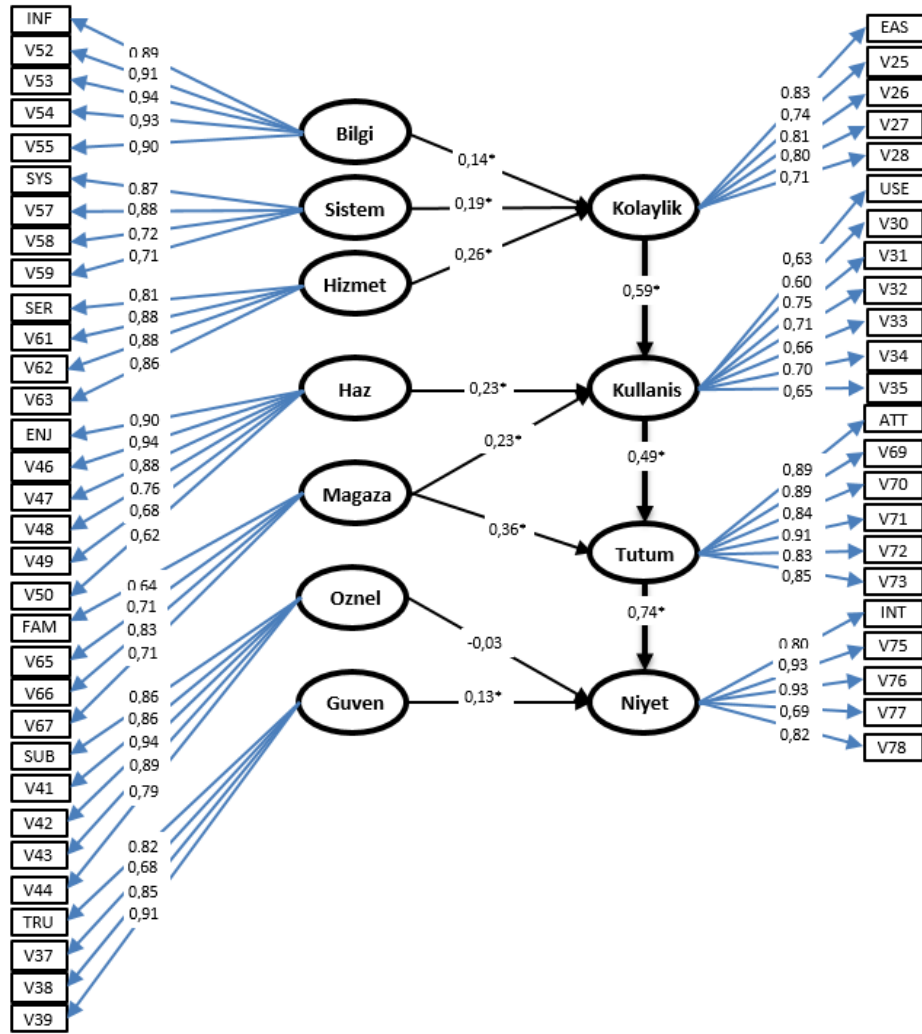 INF
V52
V53
V54
V55
SYS
V57
V58
V59
SER
V61
V62
V63
ENJ
V46
V47
V48
V49
V50
FAM
V65
V66
V67
SUB
V41
V42
V43
V44
TRU
V37
V38
V39
0,89
0,91
0,94
0,93
0,90
0,87
0,88
0,72
0,71
0,81
0,88
0,88
0,86
0,90
0,94
0,88
0,76
0,68
0,62
0,64
0,71
0,83
0,71
0,86
0,86
0,94
0,89
0,79
0,82
0,68
0,85
0,91
Bilgi
Sistem
Hizmet
Haz
Magaza
Oznel
Guven
0,14*
0,19*
0,26*
0,23*
0,23*
0,36*
-0,03
0,13*
Kolaylik
0,59*
Kullanis
0,49*
Tutum
0,74*
Niyet
0,83
0,74
0,81
0,80
0,71
0,63
0,60
0,75
0,71
0,66
0,70
0,65
0,89
0,89
0,84
0,91
0,83
0,85
0,80
0,93
0,93
0,69
0,82
EAS
V25
V26
V27
V28
USE
V30
V31
V32
V33
V34
V35
ATT
V69
V70
V71
V72
V73
INT
V75
V76
V77
V78